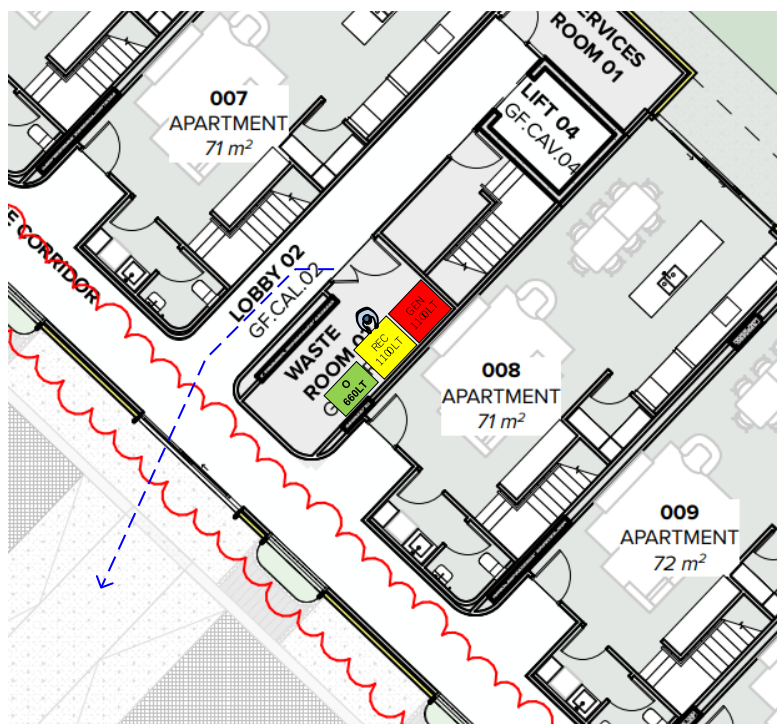 SERVICES
ROOM 01
LIFT 04
GF.CAV.04
007
APARTMENT
71 m²
E CORRIDOR
LOBBY 02
GF.CAL.02
WASTE
ROOM
GEN
1100LT
REC
1100LT
O
660LT
008
APARTMENT
71 m²
009
APARTMENT
72 m²